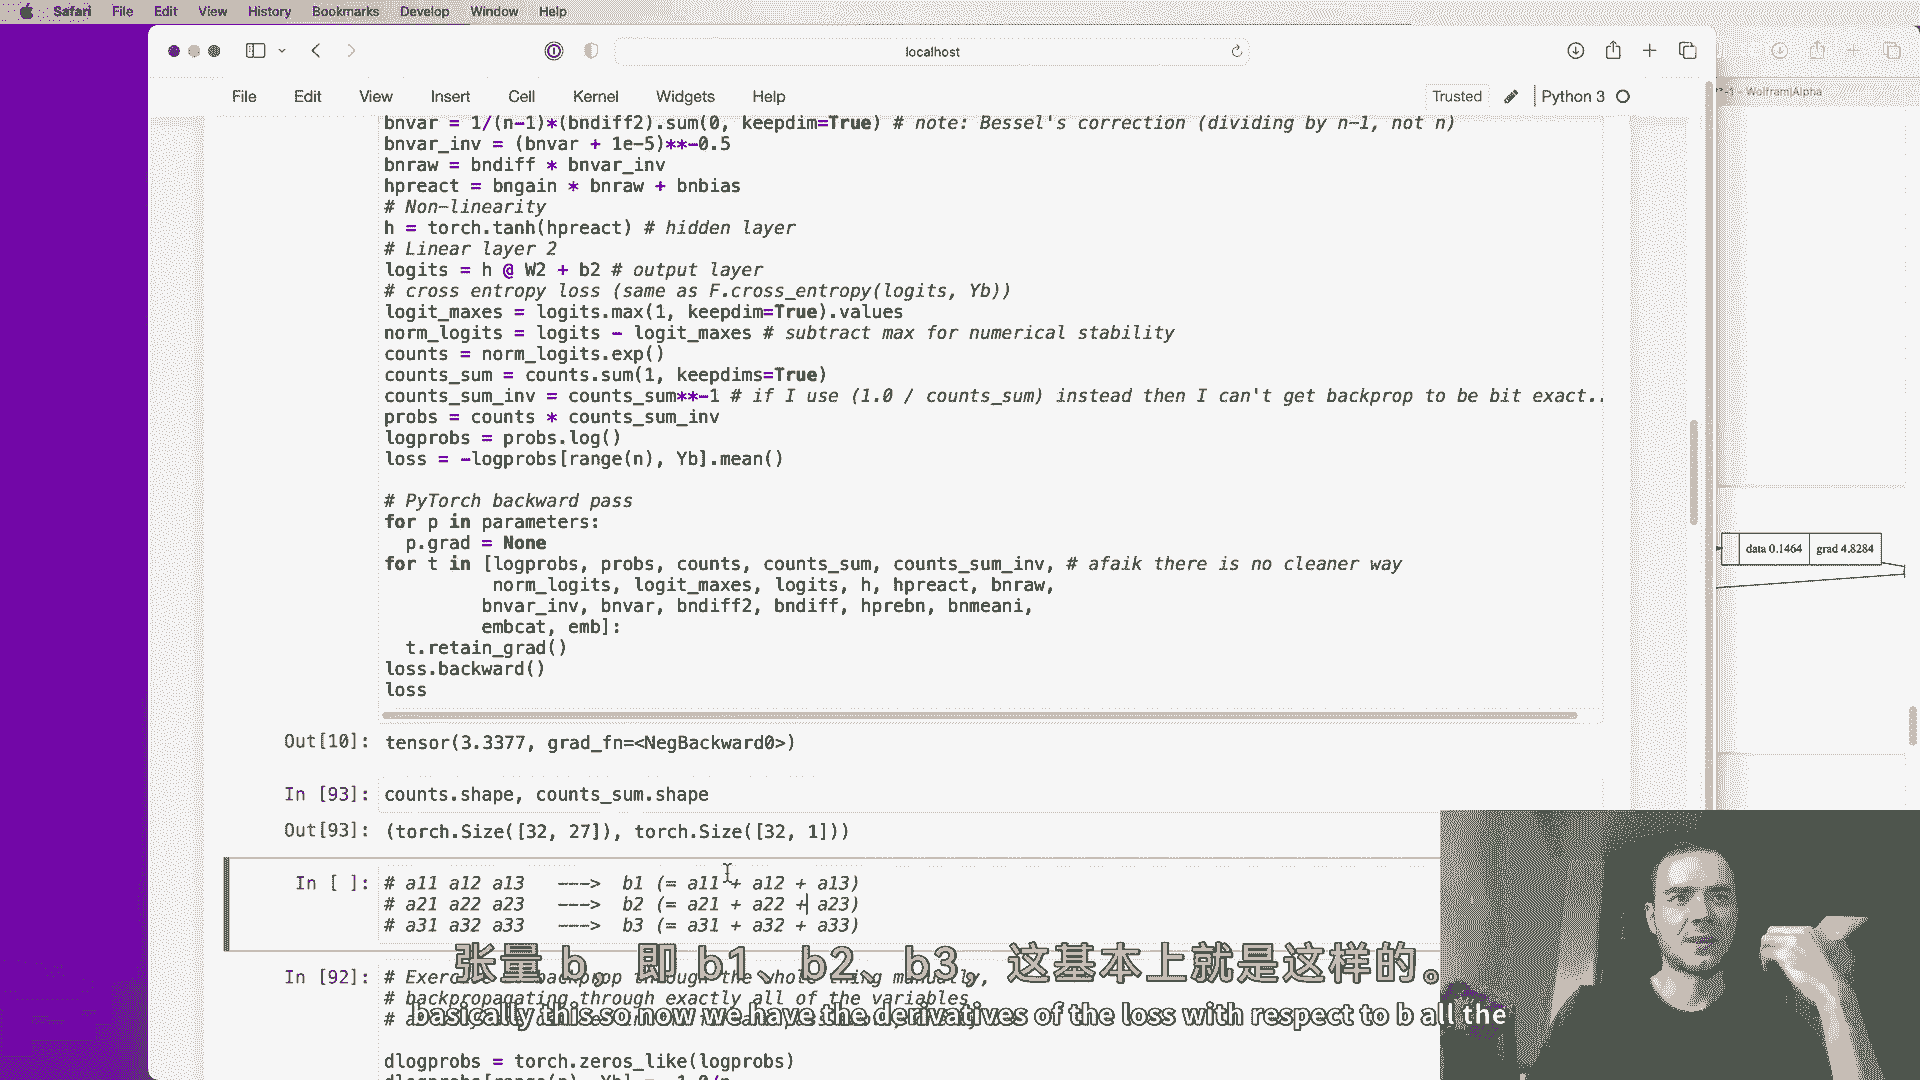 Safari File Edit View History Bookmarks Develop Window Help
localhost
File Edit View Insert Cell Kernel Widgets Help
Trusted Python 3
-1 - Wolfram|Alpha
bnvar = 1/(n-1)*(bndiff2).sum(0, keepdim=True) # note: Bessel's correction (dividing by n-1, not n)
bnvar_inv = (bnvar + 1e-5)**-0.5
bnraw = bndiff * bnvar_inv
hpreact = bngain * bnraw + bnbias
# Non-linearity
h = torch.tanh(hpreact) # hidden layer
# Linear layer 2
logits = h @ W2 + b2 # output layer
# cross entropy loss (same as F.cross_entropy(logits, Yb))
logit_maxes = logits.max(1, keepdim=True).values
norm_logits = logits - logit_maxes # subtract max for numerical stability
counts = norm_logits.exp()
counts_sum = counts.sum(1, keepdims=True)
counts_sum_inv = counts_sum**-1 # if I use (1.0 / counts_sum) instead then I can't get backprop to be bit exact..
probs = counts * counts_sum_inv
logprobs = probs.log()
loss = -logprobs[range(n), Yb].mean()
# PyTorch backward pass
for p in parameters:
p.grad = None
for t in [logprobs, probs, counts, counts_sum, counts_sum_inv, # afaik there is no cleaner way
norm_logits, logit_maxes, logits, h, hpreact, bnraw,
bnvar_inv, bnvar, bndiff2, bndiff, hprebn, bnmeani,
embcat, emb]:
t.retain_grad()
loss.backward()
loss
data 0.1464 grad 4.8284
Out[10]: tensor(3.3377, grad_fn=<NegBackward0>)
In [93]: counts.shape, counts_sum.shape
Out[93]: (torch.Size([32, 27]), torch.Size([32, 1]))
In [ ]: # a11 a12 a13 ---> b1 (= a11 + a12 + a13)
# a21 a22 a23 ---> b2 (= a21 + a22 + a23)
# a31 a32 a33 ---> b3 (= a31 + a32 + a33)
张量 b，即 b1、b2、b3，这基本上就是这样的。
In [92]: # backprop through the whole thing manually,
# backpropagating through exactly all of the variables
basically this so now we have the derivatives of the loss with respect to b all the
dlogprobs = torch.zeros_like(logprobs)